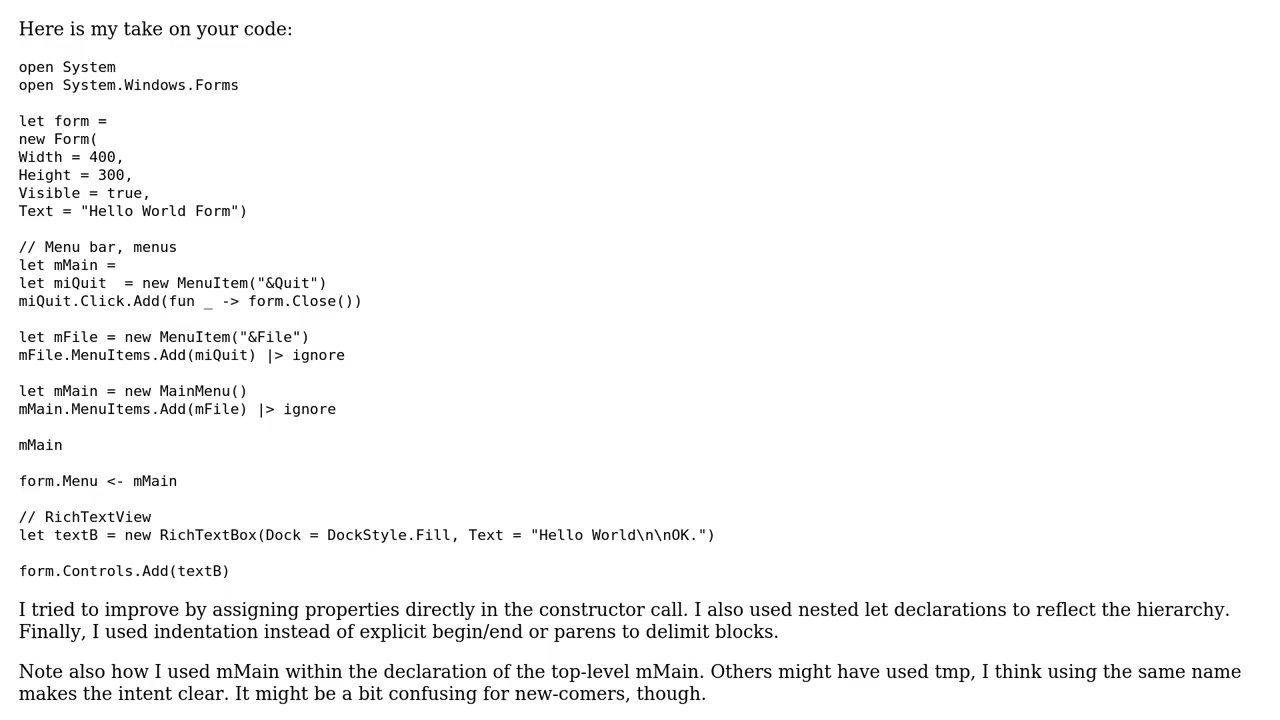 Here is my take on your code:
open System
open System.Windows.Forms
let form =
new Form(
Width = 400,
Height = 300,
Visible = true,
Text = "Hello World Form")
// Menu bar, menus
let mMain =
let miQuit  = new MenuItem("&Quit")
miQuit.Click.Add(fun _ -> form.Close())
let mFile = new MenuItem("&File")
mFile.MenuItems.Add(miQuit) |> ignore
let mMain = new MainMenu()
mMain.MenuItems.Add(mFile) |> ignore
mMain
form.Menu <- mMain
// RichTextView
let textB = new RichTextBox(Dock = DockStyle.Fill, Text = "Hello World\n\nOK.")
form.Controls.Add(textB)
I tried to improve by assigning properties directly in the constructor call. I also used nested let declarations to reflect the hierarchy.
Finally, I used indentation instead of explicit begin/end or parens to delimit blocks.
Note also how I used mMain within the declaration of the top-level mMain. Others might have used tmp, I think using the same name
makes the intent clear. It might be a bit confusing for new-comers, though.